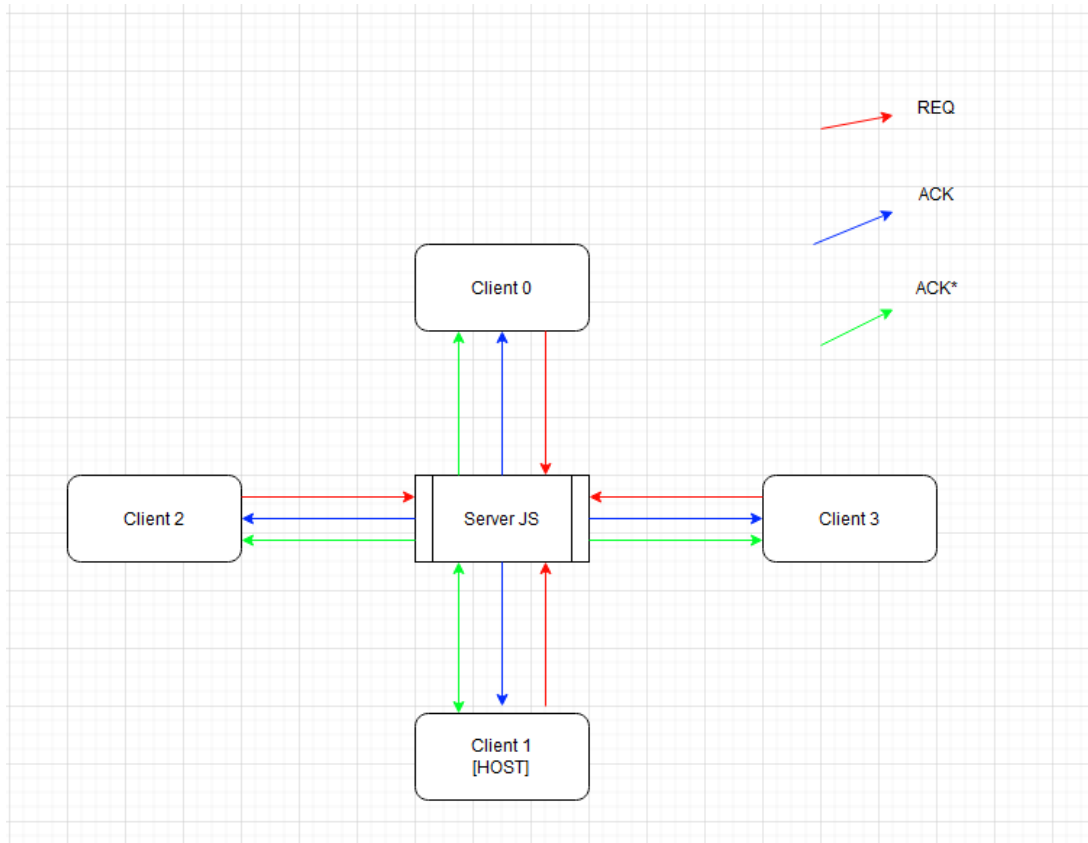 REQ
ACK
ACK*
Client 0
Client 2
Server JS
Client 3
Client 1
[HOST]